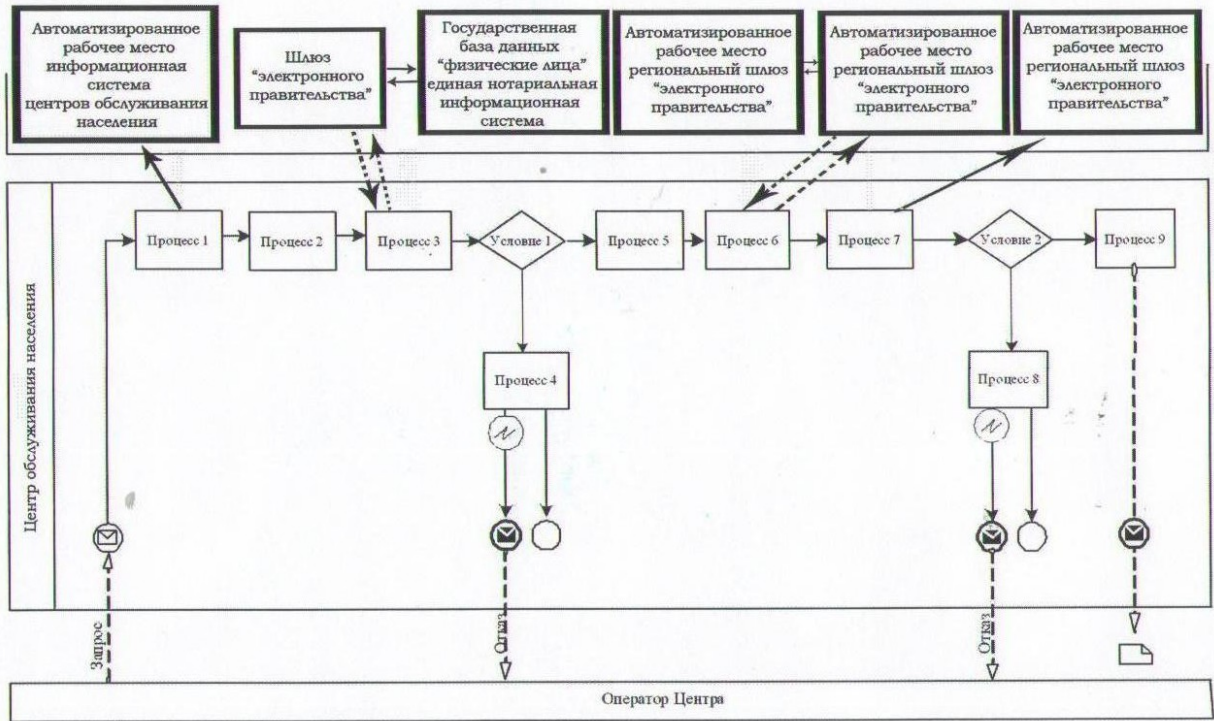 Автоматизированное
рабочее место
информационная
система
центров обслуживания
населения
Шлюз
“электронного
правительства”
Государственная
база данных
“физические лица”
единая нотариальная
информационная
система
Автоматизированное
рабочее место
региональный шлюз
“электронного
правительства”
Автоматизированное
рабочее место
региональный шлюз
“электронного
правительства”
Автоматизированное
рабочее место
региональный шлюз
“электронного
правительства”
Центр обслуживания населения
Процесс 1
Процесс 2
Процесс 3
Условие 1
Процесс 5
Процесс 6
Процесс 7
Условие 2
Процесс 9
Процесс 4
Процесс 8
Запрос
Отказ
Отказ
Оператор Центра